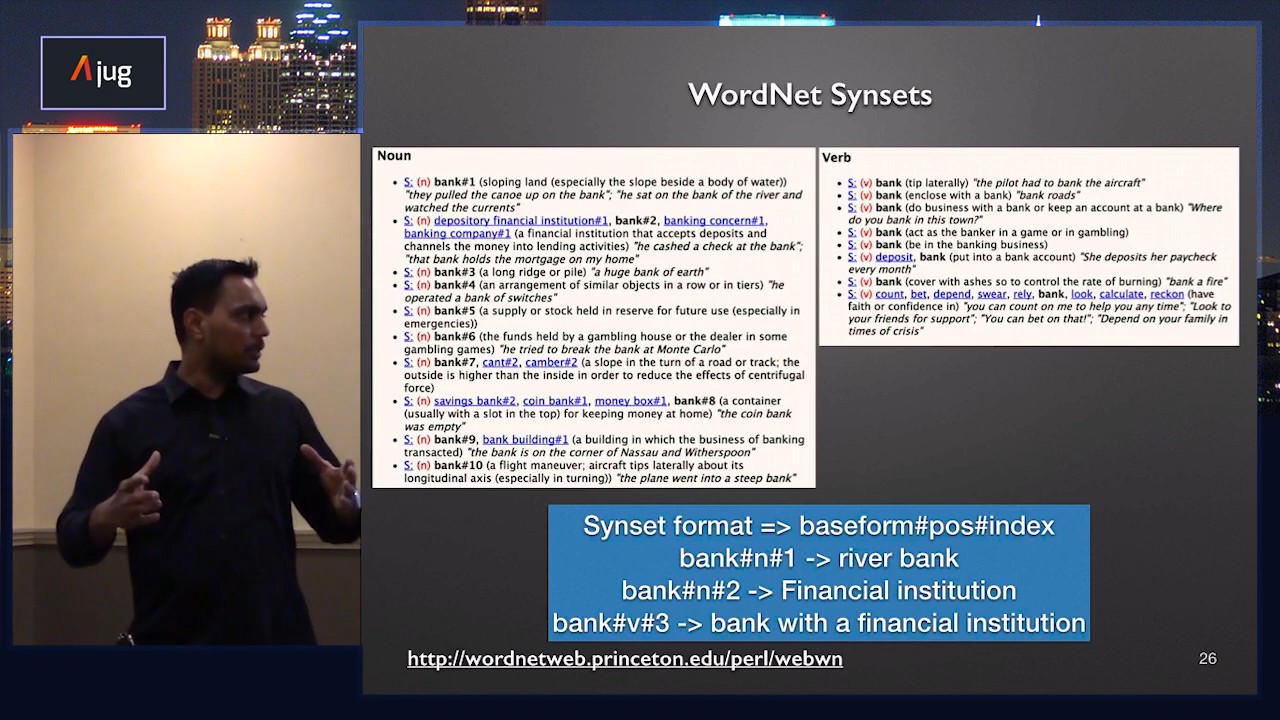 Λjug
WordNet Synsets
Noun
• S: (n) bank#1 (sloping land (especially the slope beside a body of water))
"they pulled the canoe up on the bank"; "he sat on the bank of the river and
watched the currents"
• S: (n) depository financial institution#1, bank#2, banking concern#1,
banking company#1 (a financial institution that accepts deposits and
channels the money into lending activities) "he cashed a check at the bank";
"that bank holds the mortgage on my home"
• S: (n) bank#3 (a long ridge or pile) "a huge bank of earth"
• S: (n) bank#4 (an arrangement of similar objects in a row or in tiers) "he
operated a bank of switches"
• S: (n) bank#5 (a supply or stock held in reserve for future use (especially in
emergencies))
• S: (n) bank#6 (the funds held by a gambling house or the dealer in some
gambling games) "he tried to break the bank at Monte Carlo"
• S: (n) bank#7, cant#2, camber#2 (a slope in the turn of a road or track; the
outside is higher than the inside in order to reduce the effects of centrifugal
force)
• S: (n) savings bank#2, coin bank#1, money box#1, bank#8 (a container
(usually with a slot in the top) for keeping money at home) "the coin bank
was empty"
• S: (n) bank#9, bank building#1 (a building in which the business of banking
transacted) "the bank is on the corner of Nassau and Witherspoon"
• S: (n) bank#10 (a flight maneuver; aircraft tips laterally about its
longitudinal axis (especially in turning)) "the plane went into a steep bank"
Verb
• S: (v) bank (tip laterally) "the pilot had to bank the aircraft"
• S: (v) bank (enclose with a bank) "bank roads"
• S: (v) bank (do business with a bank or keep an account at a bank) "Where
do you bank in this town?"
• S: (v) bank (act as the banker in a game or in gambling)
• S: (v) bank (be in the banking business)
• S: (v) deposit, bank (put into a bank account) "She deposits her paycheck
every month"
• S: (v) bank (cover with ashes so to control the rate of burning) "bank a fire"
• S: (v) count, bet, depend, swear, rely, bank, look, calculate, reckon (have
faith or confidence in) "you can count on me to help you any time"; "Look to
your friends for support"; "You can bet on that!"; "Depend on your family in
times of crisis"
Synset format => baseform#pos#index
bank#n#1 -> river bank
bank#n#2 -> Financial institution
bank#v#3 -> bank with a financial institution
http://wordnetweb.princeton.edu/perl/webwn
26